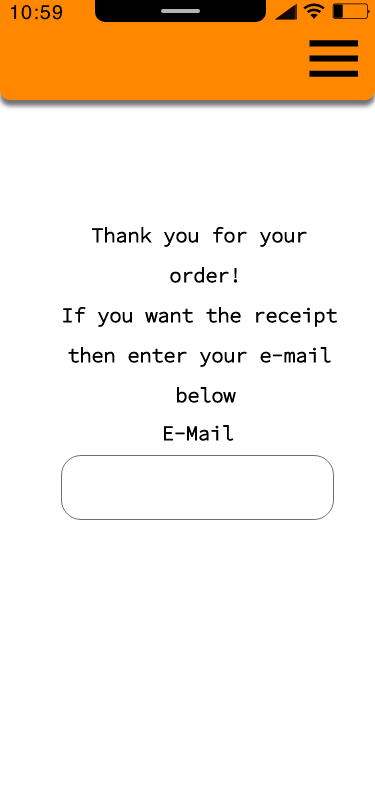 10:59
Thank you for your
order!
If you want the receipt
then enter your e-mail
below
E-Mail